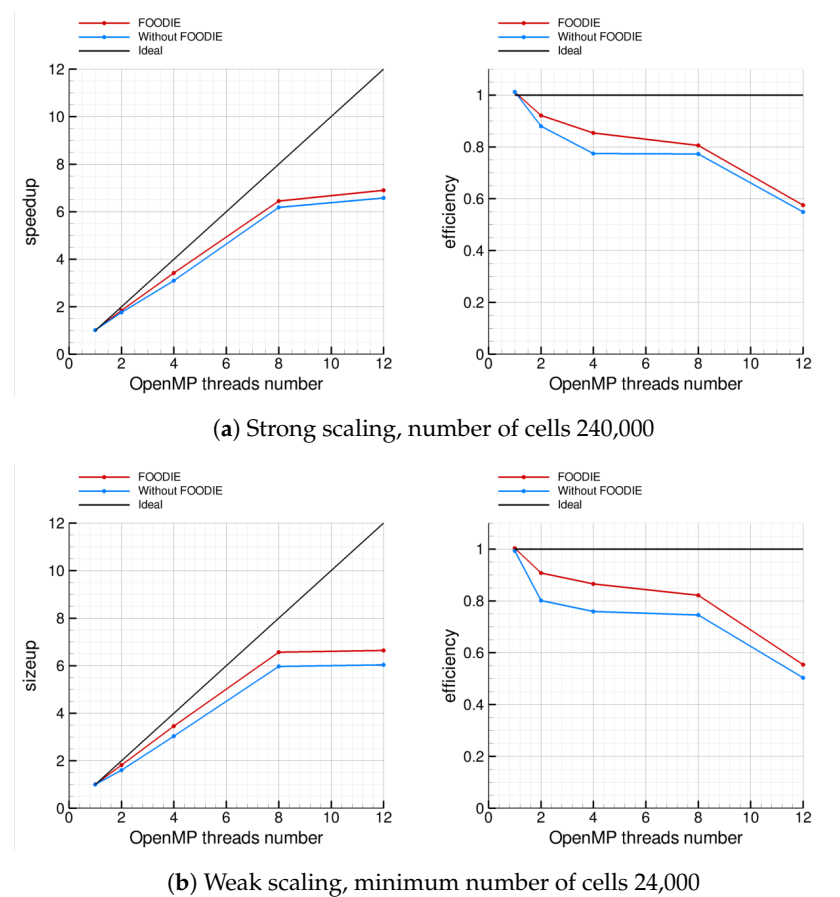 FOODIE
Without FOODIE
Ideal
12
10
8
6
4
2
0
speedup
0 2 4 6 8 10 12
OpenMP threads number
FOODIE
Without FOODIE
Ideal
1
0.8
0.6
0.4
0.2
0
efficiency
0 2 4 6 8 10 12
OpenMP threads number
(a) Strong scaling, number of cells 240,000
FOODIE
Without FOODIE
Ideal
12
10
8
6
4
2
0
sizeup
0 2 4 6 8 10 12
OpenMP threads number
FOODIE
Without FOODIE
Ideal
1
0.8
0.6
0.4
0.2
0
efficiency
0 2 4 6 8 10 12
OpenMP threads number
(b) Weak scaling, minimum number of cells 24,000